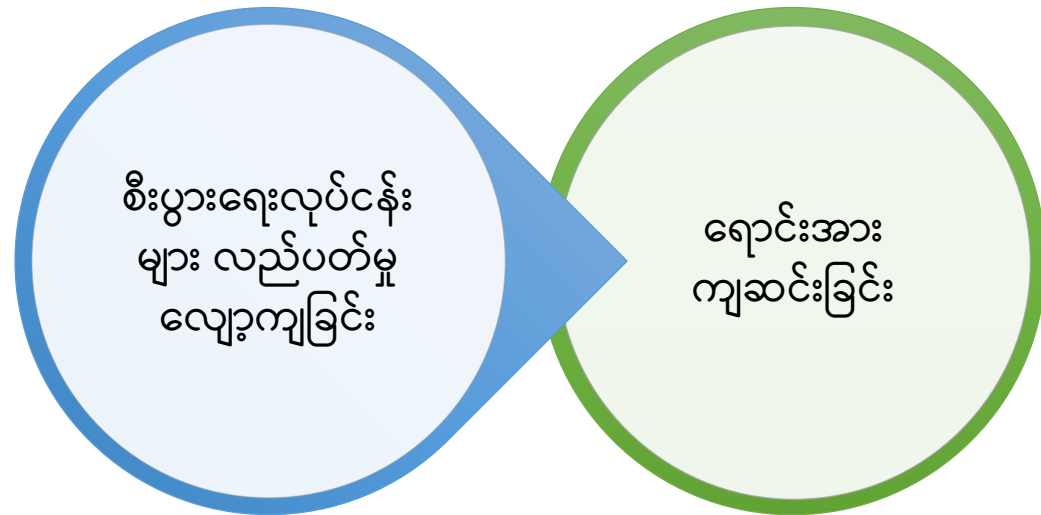 စီးပွားရေးလုပ်ငန်း
များ လည်ပတ်မှု
လျော့ကျခြင်း
ရောင်းအား
ကျဆင်းခြင်း